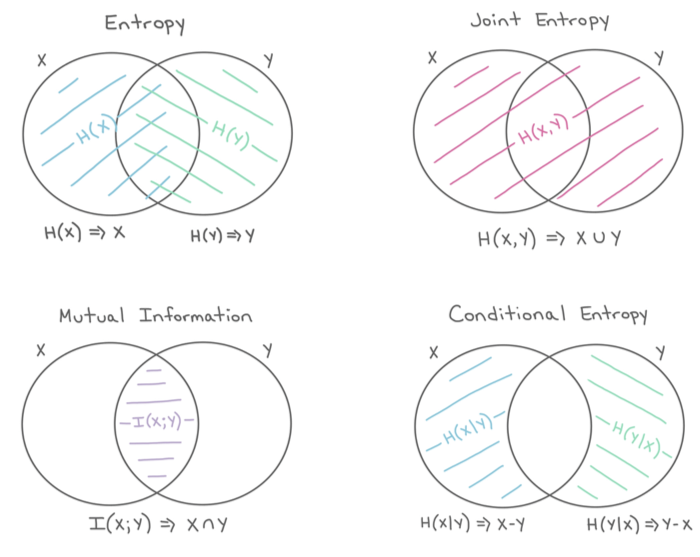 Entropy
X
Y
H(X)
H(Y)
H(X) ⇒ X
H(Y) ⇒ Y
Joint Entropy
X
Y
H(X,Y)
H(X,Y) ⇒ X ∪ Y
Mutual Information
X
Y
I(X;Y)
I(X;Y) ⇒ X ∩ Y
Conditional Entropy
X
Y
H(X|Y)
H(Y|X)
H(X|Y) ⇒ X-Y
H(Y|X) ⇒ Y-X